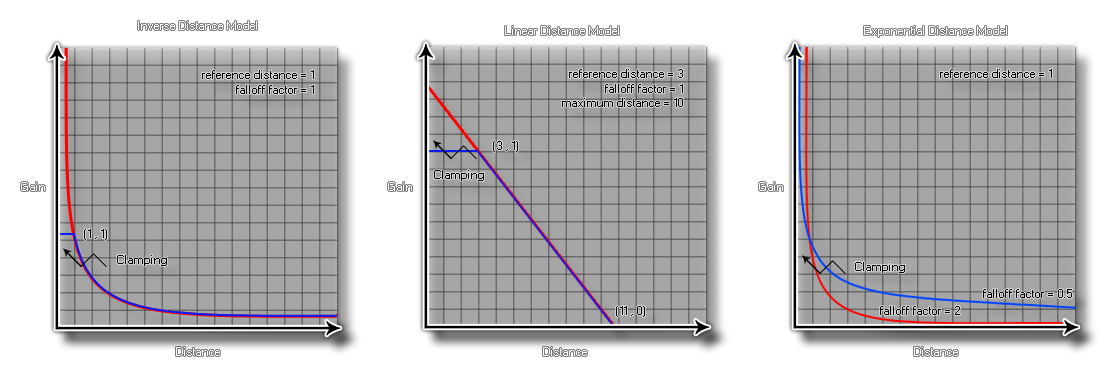 Inverse Distance Model
reference distance = 1
falloff factor = 1
(1, 1)
Clamping
Gain
Distance
Linear Distance Model
reference distance = 3
falloff factor = 1
maximum distance = 10
(3, 1)
Clamping
Gain
(11, 0)
Distance
Exponential Distance Model
reference distance = 1
Gain
Clamping
falloff factor = 0.5
falloff factor = 2
Distance